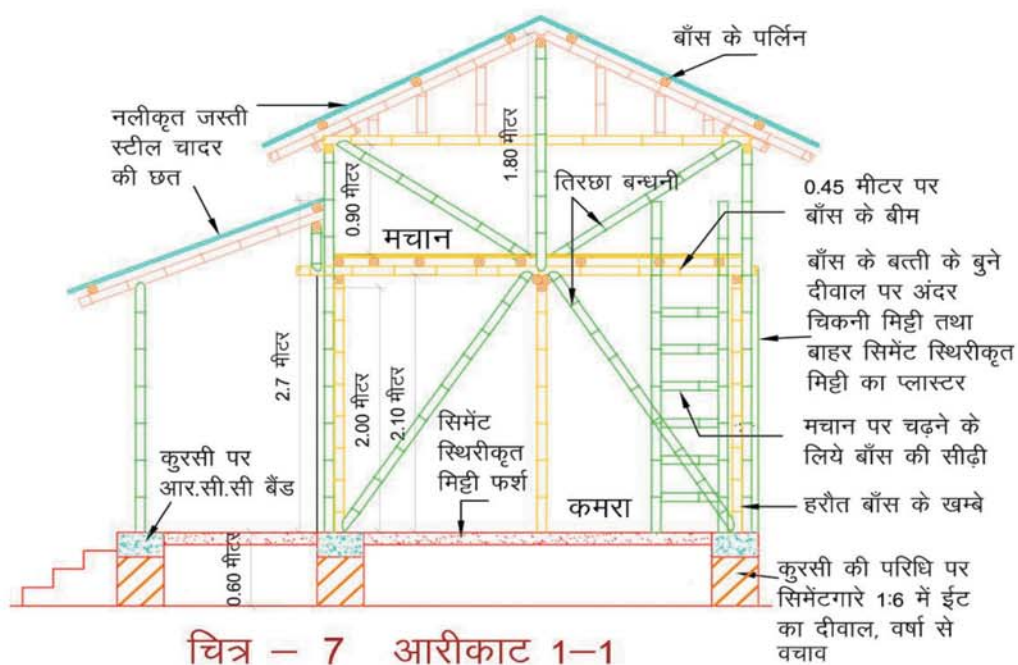 बाँस के पर्लिन
नलीकृत जस्ती
स्टील चादर
की छत
1.80 मीटर
तिरछा बन्धनी
0.90 मीटर
मचान
0.45 मीटर पर
बाँस के बीम
बाँस के बत्ती के बुने
दीवाल पर अंदर
चिकनी मिट्टी तथा
बाहर सिमेंट स्थिरीकृत
मिट्टी का प्लास्टर
2.7 मीटर
2.00 मीटर
2.10 मीटर
सिमेंट
स्थिरीकृत
मिट्टी फर्श
मचान पर चढ़ने के
लिये बाँस की सीढ़ी
कुरसी पर
आर.सी.सी बैंड
कमरा
हरौत बाँस के खम्बे
0.60 मीटर
कुरसी की परिधि पर
सिमेंटगारे 1:6 में ईट
का दीवाल, वर्षा से
वचाव
चित्र – 7 आरीकाट 1–1